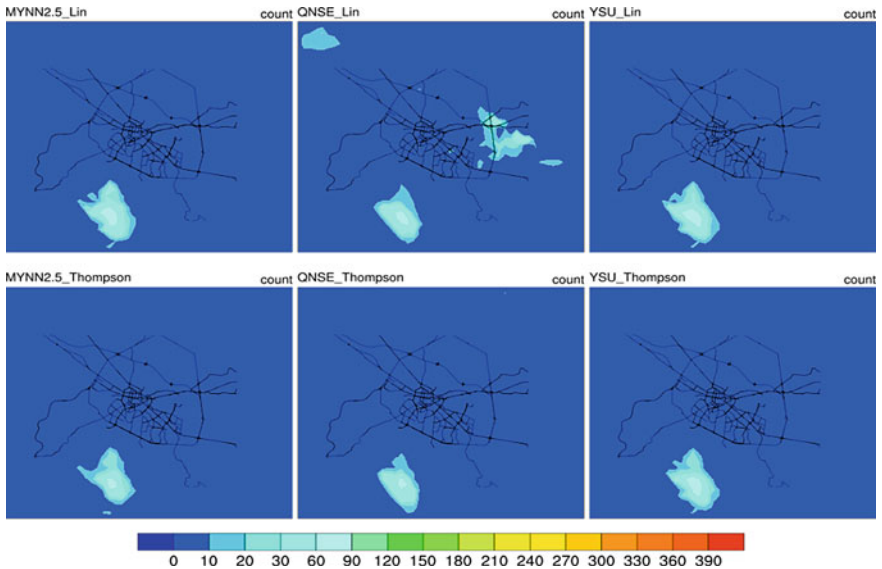 MYNN2.5_Lin count QNSE_Lin count YSU_Lin count
MYNN2.5_Thompson count QNSE_Thompson count YSU_Thompson count
0 10 20 30 60 90 120 150 180 210 240 270 300 330 360 390